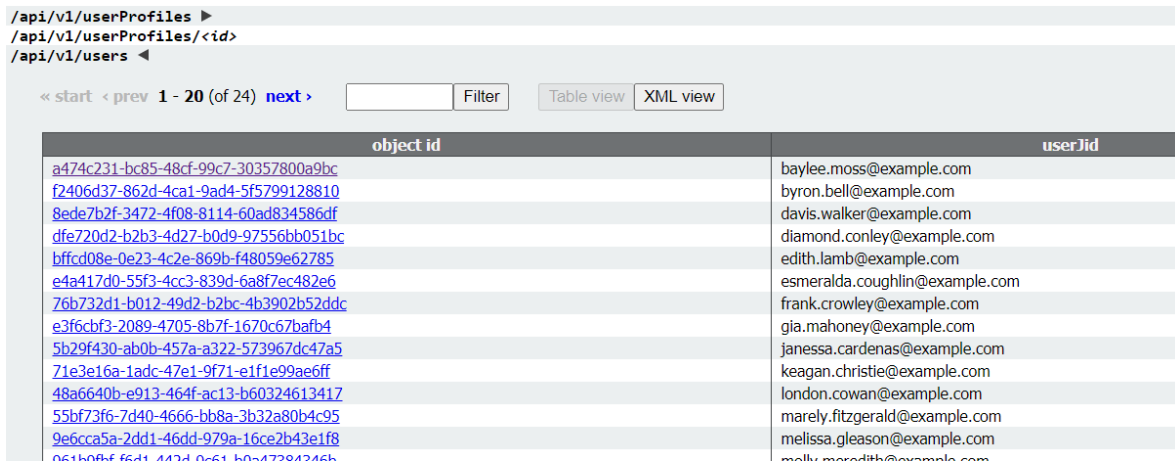 /api/v1/userProfiles ▶
/api/v1/userProfiles/<id>
/api/v1/users ◀
« start ‹ prev 1 - 20 (of 24) next › Filter Table view XML view
object id userJid
a474c231-bc85-48cf-99c7-30357800a9bc baylee.moss@example.com
f2406d37-862d-4ca1-9ad4-5f5799128810 byron.bell@example.com
8ede7b2f-3472-4f08-8114-60ad834586df davis.walker@example.com
dfe720d2-b2b3-4d27-b0d9-97556bb051bc diamond.conley@example.com
bffcd08e-0e23-4c2e-869b-f48059e62785 edith.lamb@example.com
e4a417d0-55f3-4cc3-839d-6a8f7ec482e6 esmeralda.coughlin@example.com
76b732d1-b012-49d2-b2bc-4b3902b52ddc frank.crowley@example.com
e3f6cbf3-2089-4705-8b7f-1670c67bafb4 gia.mahoney@example.com
5b29f430-ab0b-457a-a322-573967dc47a5 janessa.cardenas@example.com
71e3e16a-1adc-47e1-9f71-e1f1e99ae6ff keagan.christie@example.com
48a6640b-e913-464f-ac13-b60324613417 london.cowan@example.com
55bf73f6-7d40-4666-bb8a-3b32a80b4c95 marely.fitzgerald@example.com
9e6cca5a-2dd1-46dd-979a-16ce2b43e1f8 melissa.gleason@example.com
molly.meredith@example.com